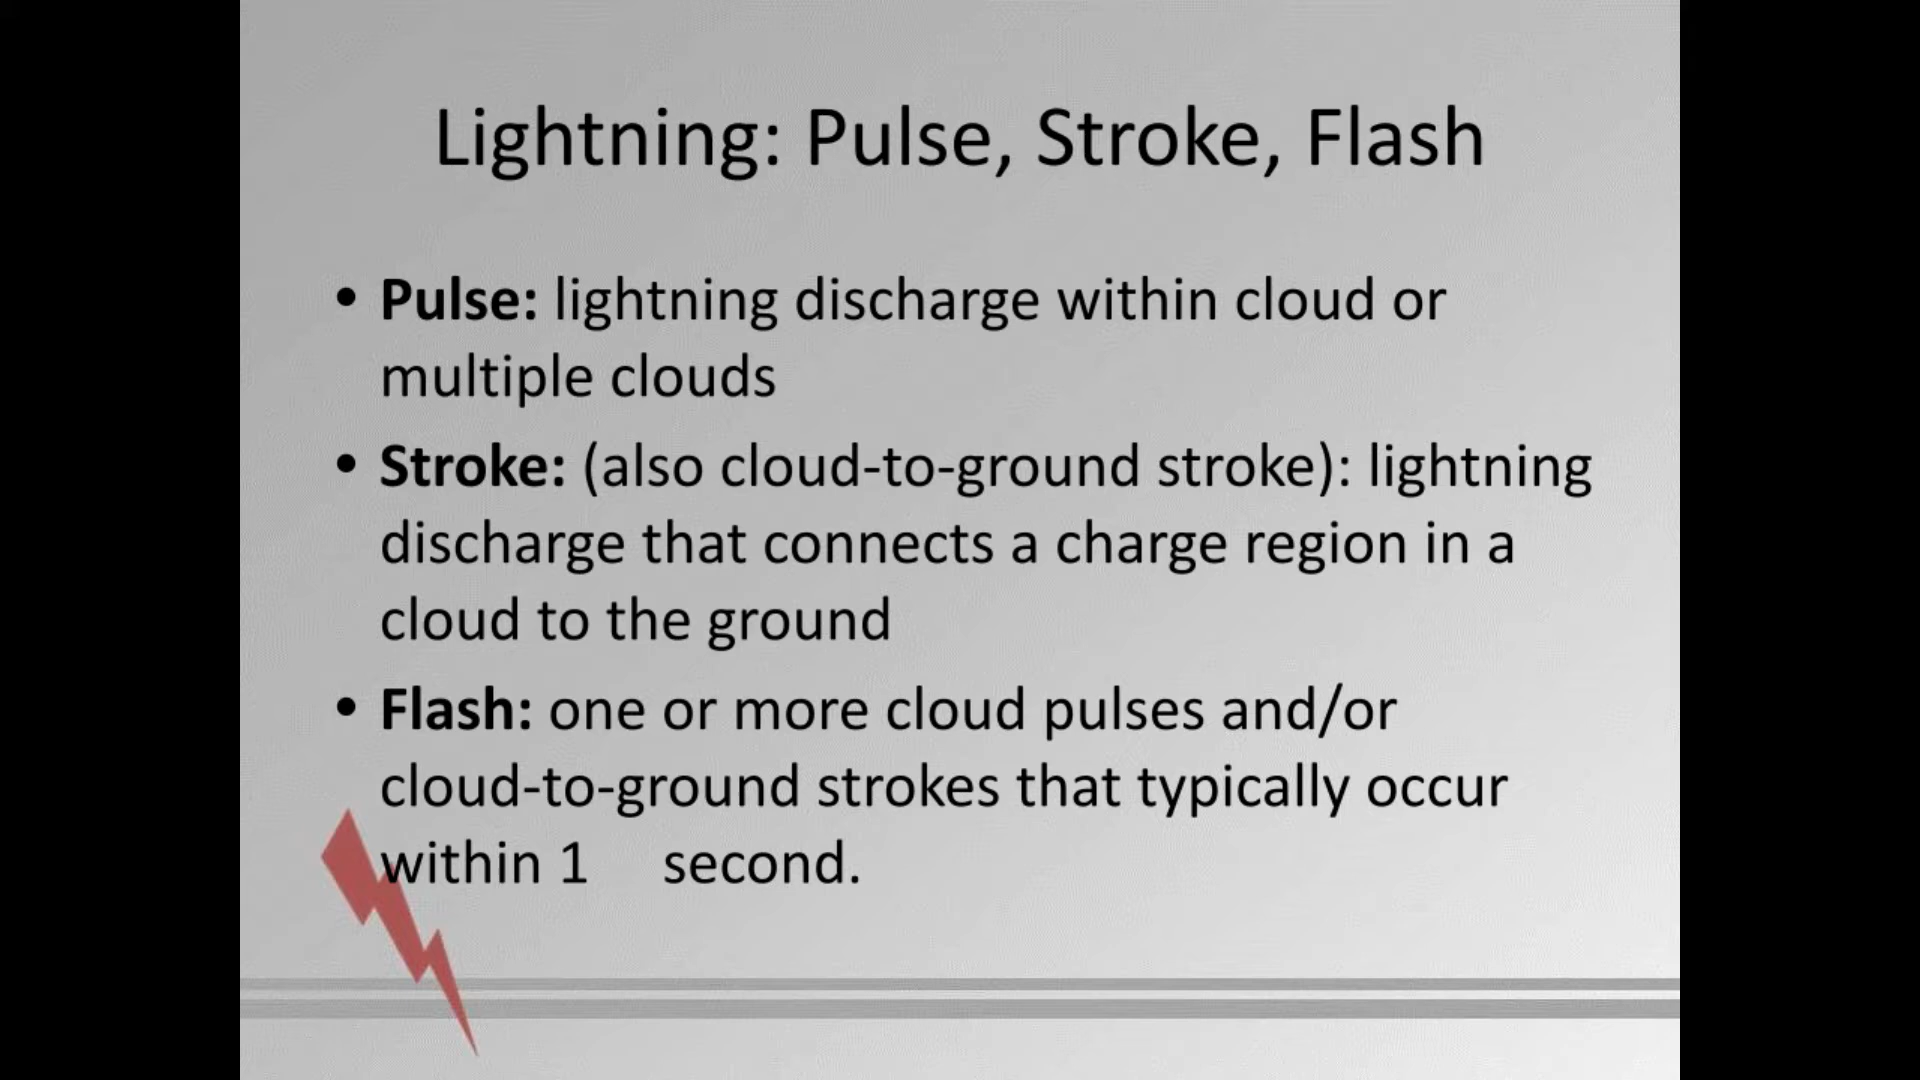 Lightning: Pulse, Stroke, Flash
• Pulse: lightning discharge within cloud or
multiple clouds
• Stroke: (also cloud-to-ground stroke): lightning
discharge that connects a charge region in a
cloud to the ground
• Flash: one or more cloud pulses and/or
cloud-to-ground strokes that typically occur
within 1 second.